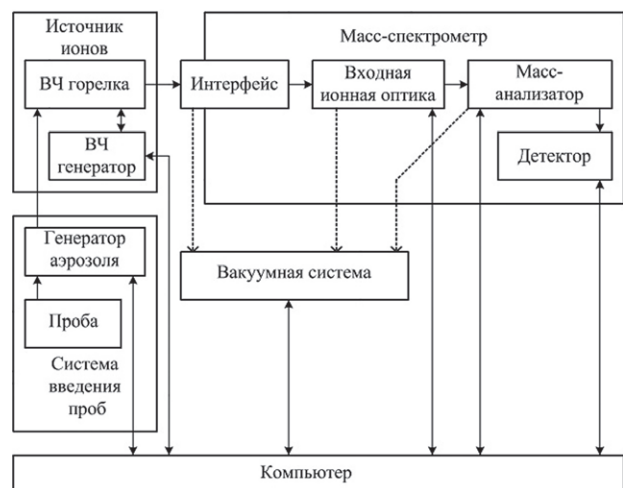 Источник
ионов
ВЧ горелка
ВЧ
генератор
Масс-спектрометр
Интерфейс
Входная
ионная оптика
Масс-
анализатор
Детектор
Генератор
аэрозоля
Проба
Система
введения
проб
Вакуумная система
Компьютер